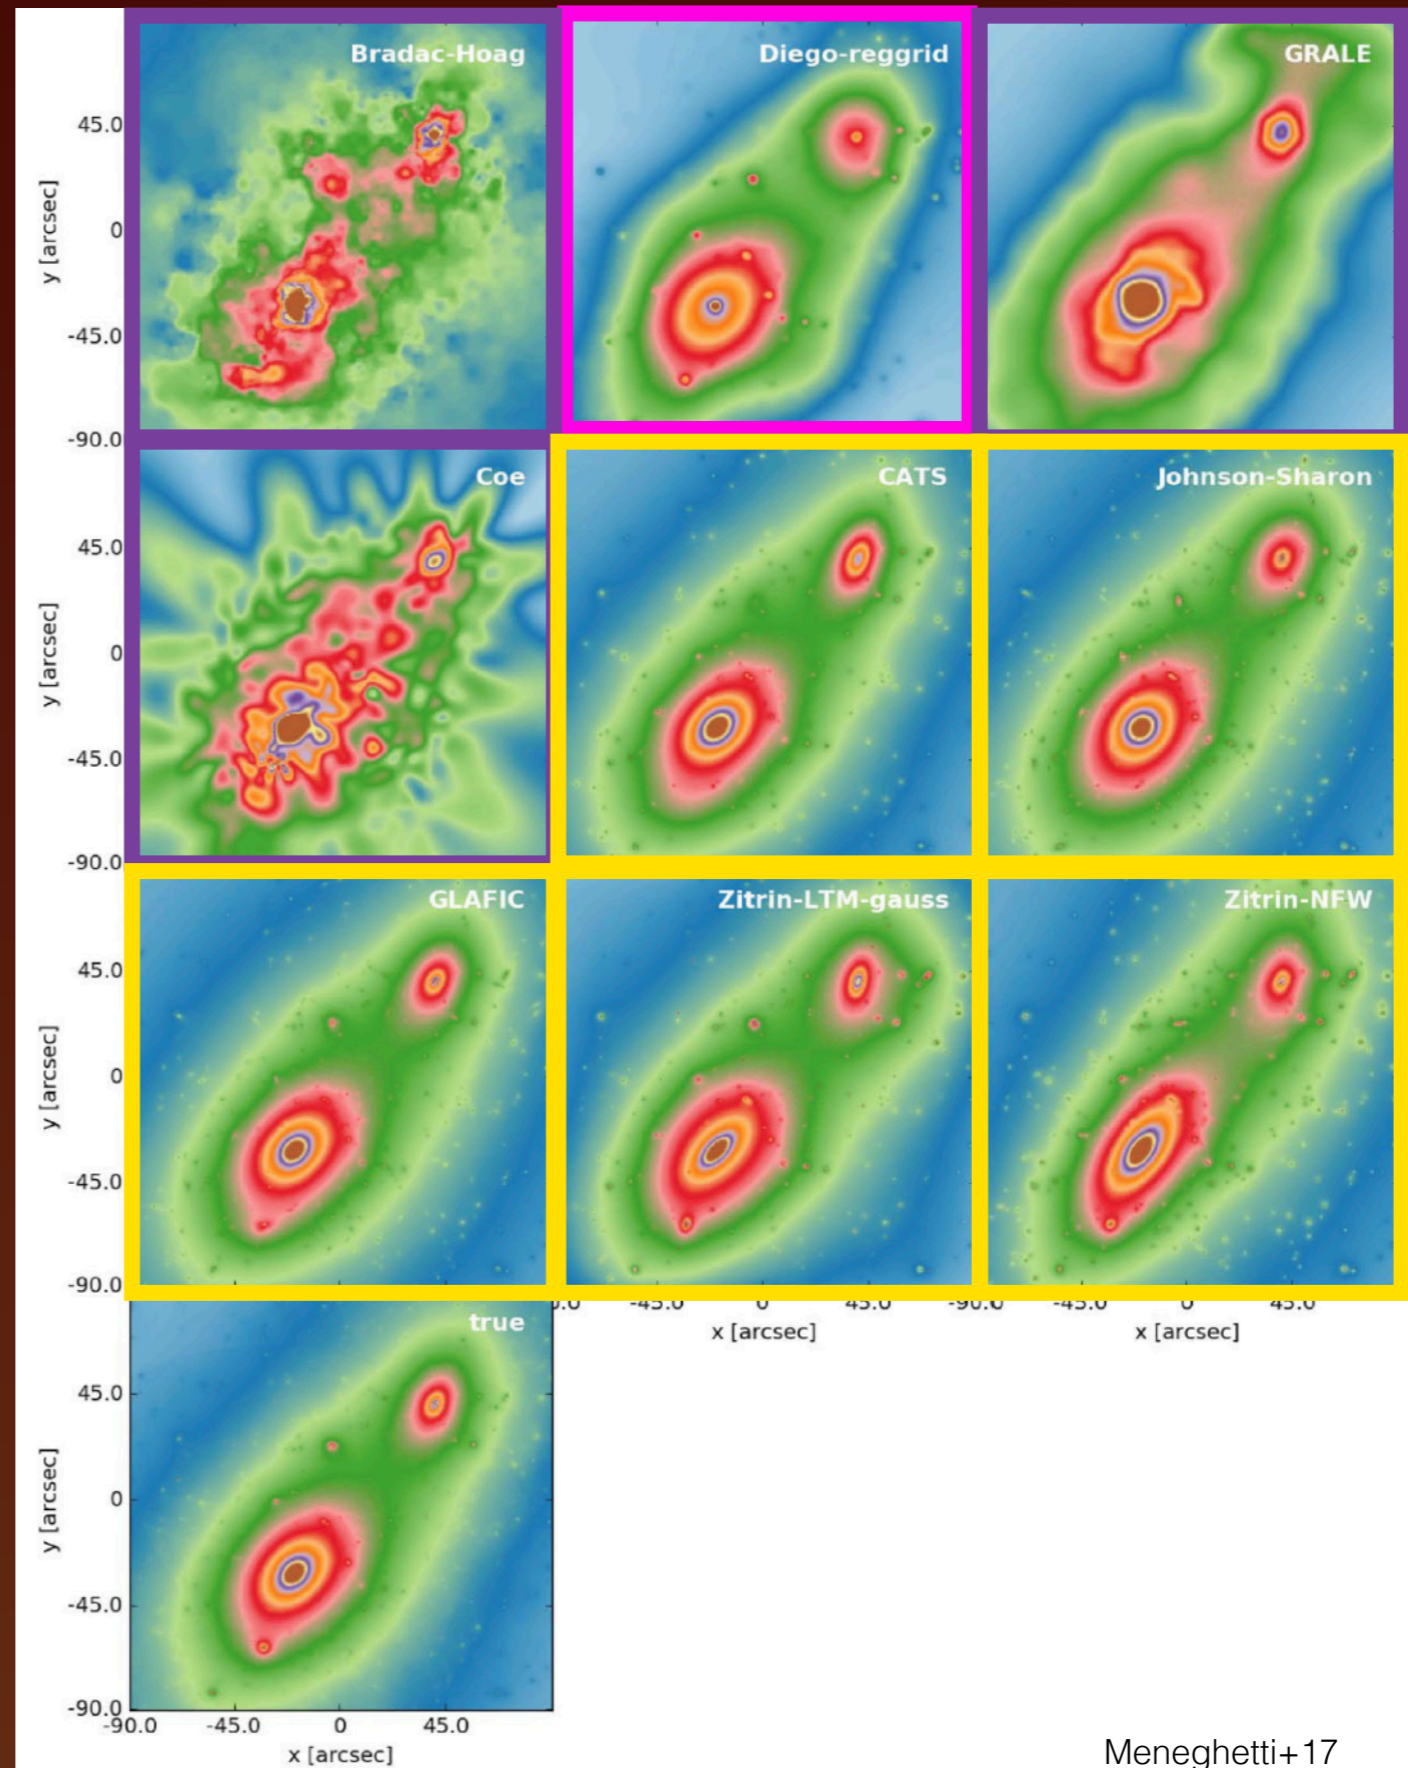 Bradac-Hoag
Diego-reggrid
GRALE
45.0
0
-45.0
-90.0
y [arcsec]
Coe
CATS
Johnson-Sharon
45.0
0
-45.0
-90.0
y [arcsec]
GLAFIC
Zitrin-LTM-gauss
Zitrin-NFW
45.0
0
-45.0
-90.0
y [arcsec]
-45.0 0 45.0 -90.0 -45.0 0 45.0
x [arcsec]
x [arcsec]
true
45.0
0
-45.0
-90.0
y [arcsec]
-90.0 -45.0 0 45.0
x [arcsec]
Meneghetti+17